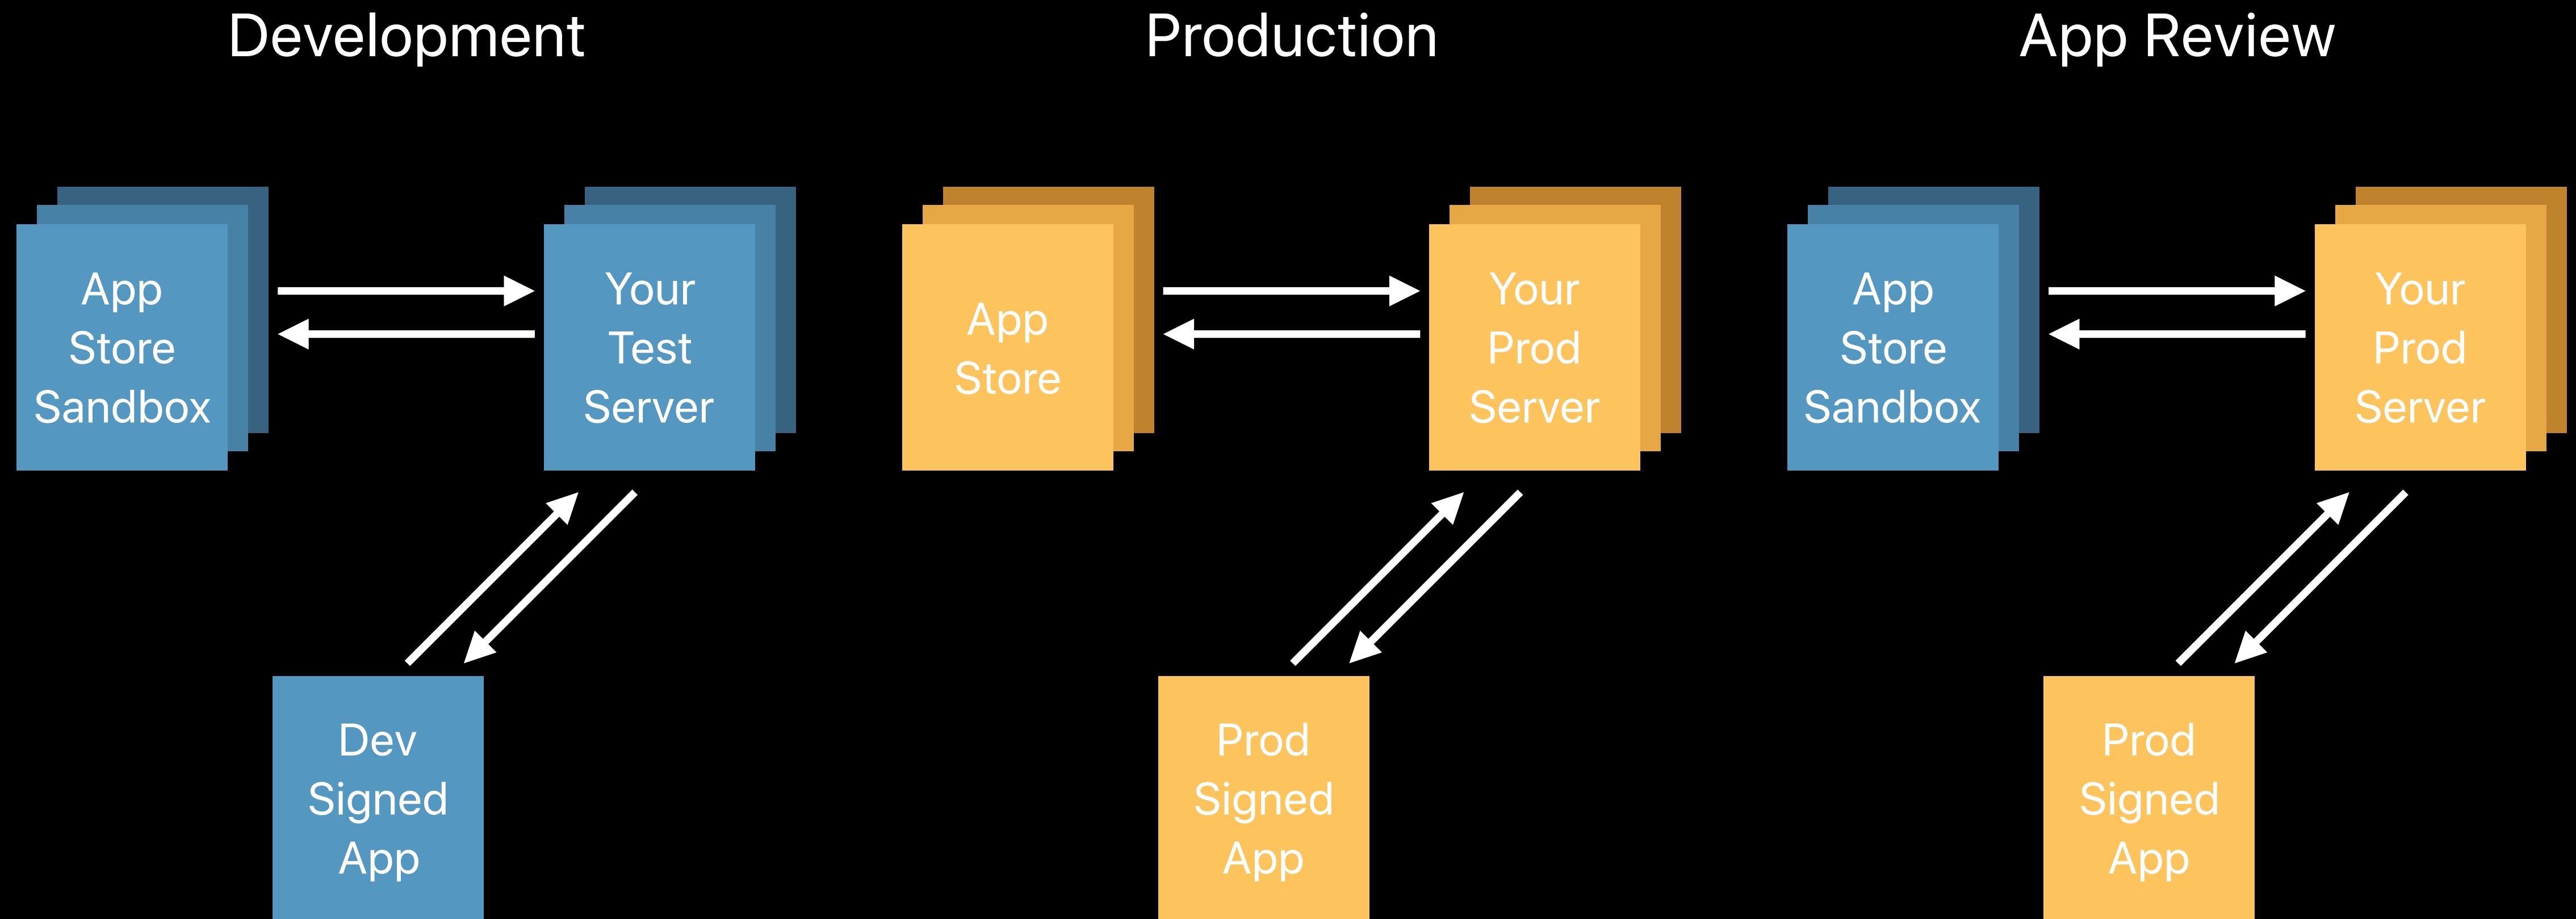 Development
Production
App Review
App
Store
Sandbox
Your
Test
Server
App
Store
Your
Prod
Server
App
Store
Sandbox
Your
Prod
Server
Dev
Signed
App
Prod
Signed
App
Prod
Signed
App